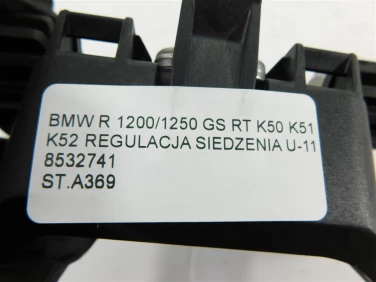 BMW R 1200/1250 GS RT K50 K51
K52 REGULACJA SIEDZENIA U-11
8532741
ST.A369